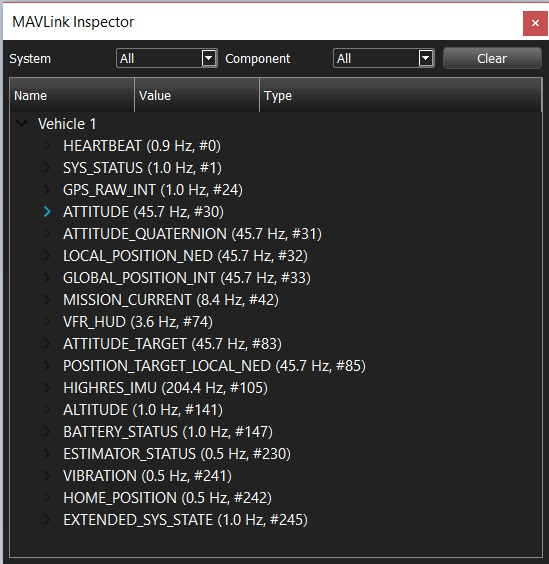 MAVLink Inspector
System All Component All Clear
Name Value Type
Vehicle 1
HEARTBEAT (0.9 Hz, #0)
SYS_STATUS (1.0 Hz, #1)
GPS_RAW_INT (1.0 Hz, #24)
ATTITUDE (45.7 Hz, #30)
ATTITUDE_QUATERNION (45.7 Hz, #31)
LOCAL_POSITION_NED (45.7 Hz, #32)
GLOBAL_POSITION_INT (45.7 Hz, #33)
MISSION_CURRENT (8.4 Hz, #42)
VFR_HUD (3.6 Hz, #74)
ATTITUDE_TARGET (45.7 Hz, #83)
POSITION_TARGET_LOCAL_NED (45.7 Hz, #85)
HIGHRES_IMU (204.4 Hz, #105)
ALTITUDE (1.0 Hz, #141)
BATTERY_STATUS (1.0 Hz, #147)
ESTIMATOR_STATUS (0.5 Hz, #230)
VIBRATION (0.5 Hz, #241)
HOME_POSITION (0.5 Hz, #242)
EXTENDED_SYS_STATE (1.0 Hz, #245)